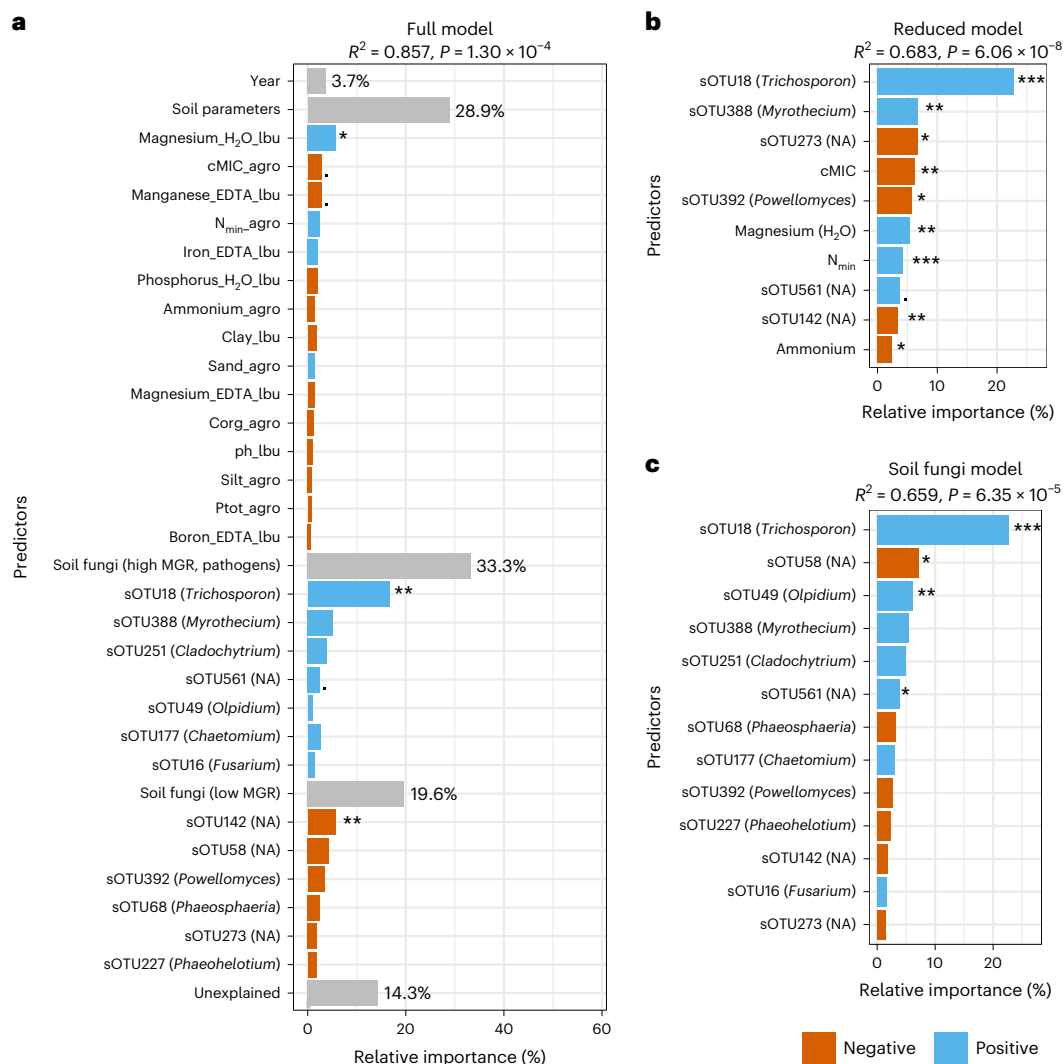 a
Full model
R² = 0.857, P = 1.30 × 10⁻⁴
Predictors
Year
3.7%
Soil parameters
28.9%
Magnesium_H₂O_lbu
*
cMIC_agro
.
Manganese_EDTA_lbu
.
Nmin_agro
Iron_EDTA_lbu
Phosphorus_H₂O_lbu
Ammonium_agro
Clay_lbu
Sand_agro
Magnesium_EDTA_lbu
Corg_agro
ph_lbu
Silt_agro
Ptot_agro
Boron_EDTA_lbu
Soil fungi (high MGR, pathogens)
33.3%
sOTU18 (Trichosporon)
**
sOTU388 (Myrothecium)
sOTU251 (Cladochytrium)
sOTU561 (NA)
.
sOTU49 (Olpidium)
sOTU177 (Chaetomium)
sOTU16 (Fusarium)
Soil fungi (low MGR)
19.6%
sOTU142 (NA)
**
sOTU58 (NA)
sOTU392 (Powellomyces)
sOTU68 (Phaeosphaeria)
sOTU273 (NA)
sOTU227 (Phaeohelotium)
Unexplained
14.3%
0 20 40 60
Relative importance (%)
b
Reduced model
R² = 0.683, P = 6.06 × 10⁻⁸
Predictors
sOTU18 (Trichosporon)
***
sOTU388 (Myrothecium)
**
sOTU273 (NA)
*
cMIC
**
sOTU392 (Powellomyces)
*
Magnesium (H₂O)
**
Nmin
***
sOTU561 (NA)
.
sOTU142 (NA)
**
Ammonium
*
0 10 20
Relative importance (%)
c
Soil fungi model
R² = 0.659, P = 6.35 × 10⁻⁵
Predictors
sOTU18 (Trichosporon)
***
sOTU58 (NA)
*
sOTU49 (Olpidium)
**
sOTU388 (Myrothecium)
sOTU251 (Cladochytrium)
sOTU561 (NA)
*
sOTU68 (Phaeosphaeria)
sOTU177 (Chaetomium)
sOTU392 (Powellomyces)
sOTU227 (Phaeohelotium)
sOTU142 (NA)
sOTU16 (Fusarium)
sOTU273 (NA)
0 10 20
Relative importance (%)
Negative
Positive